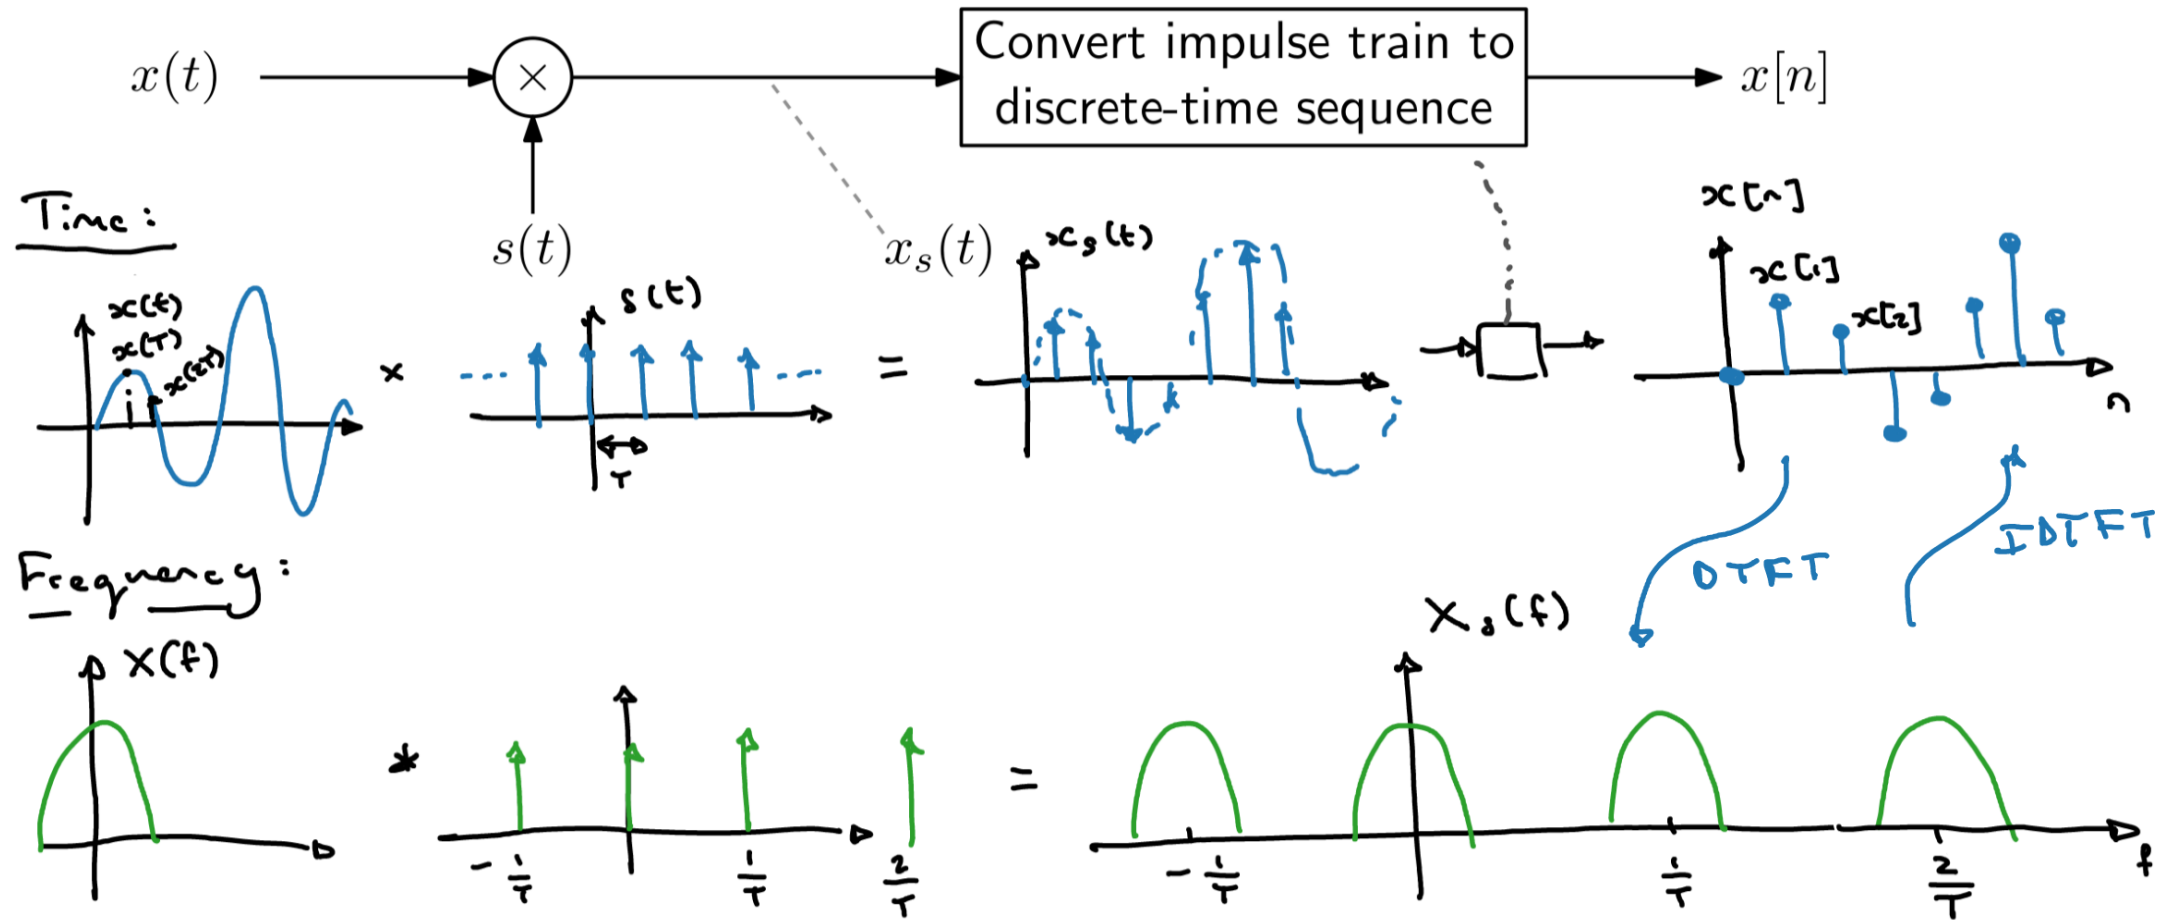 x(t)
×
Convert impulse train to
discrete-time sequence
x[n]
s(t)
x_s(t)
Time:
x(t)
x(T)
x(2T)
×
s(t)
T
=
x_s(t)
x[n]
x[1]
x[2]
n
DTFT
IDTFT
Frequency:
X(f)
*
-1/T
1/T
2/T
=
X_s(f)
-1/T
1/T
2/T
f